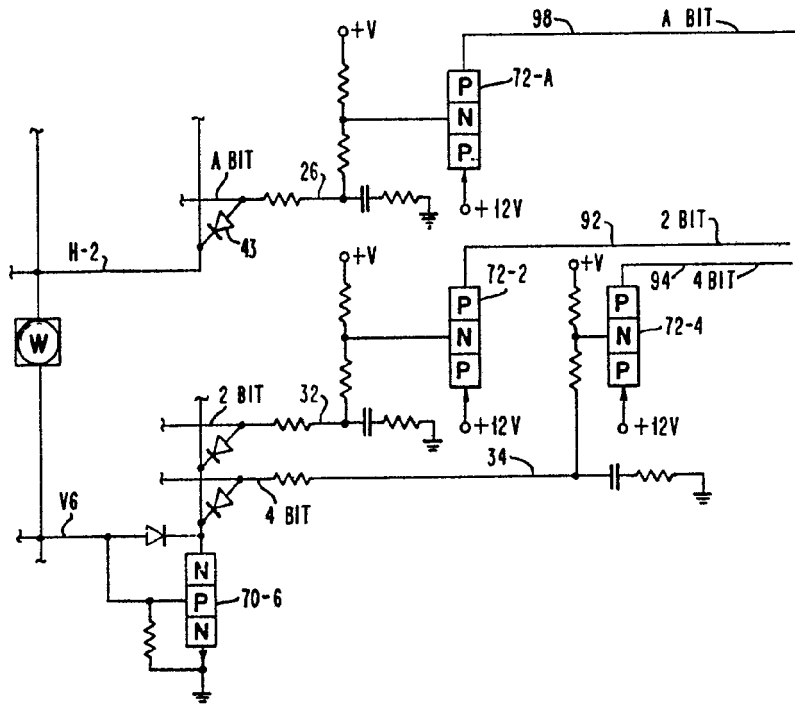 98 A BIT
+V
72-A
P
N
P
A BIT
26
+12V
43
H-2
92 2 BIT
+V
72-2
+V
94 4 BIT
P
N
P
P
N
P
72-4
W
2 BIT
32
+12V
+12V
34
4 BIT
V6
N
P
N
70-6